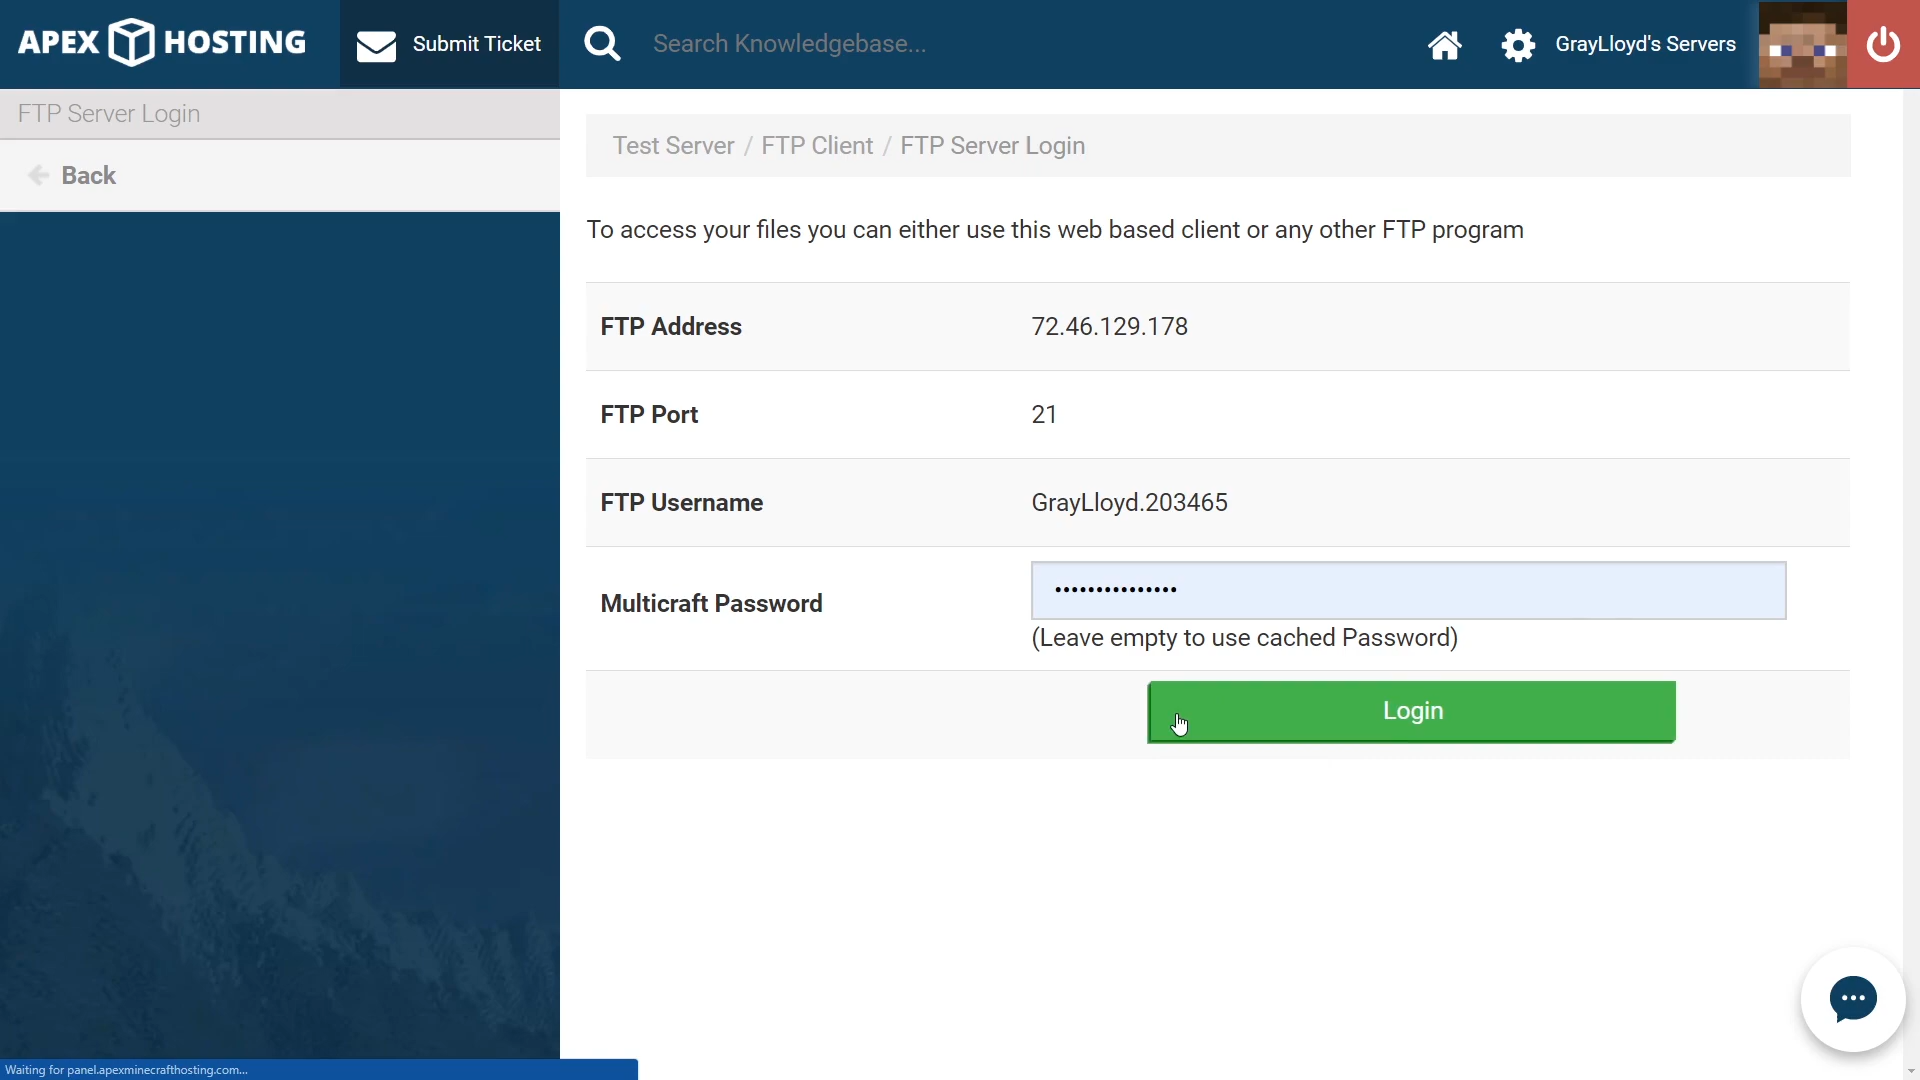 APEX HOSTING
Submit Ticket
Search Knowledgebase...
GrayLloyd's Servers
FTP Server Login
Back
Test Server / FTP Client / FTP Server Login
To access your files you can either use this web based client or any other FTP program
FTP Address 72.46.129.178
FTP Port 21
FTP Username GrayLloyd.203465
Multicraft Password •••••••••••••••
(Leave empty to use cached Password)
Login
Waiting for panel.apexminecrafthosting.com...